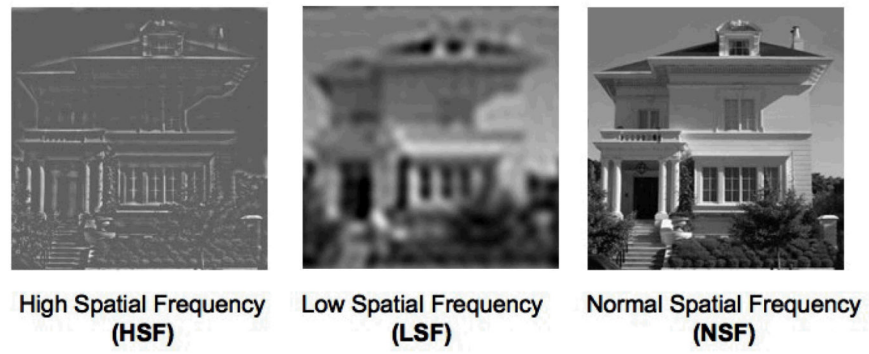 High Spatial Frequency
(HSF)
Low Spatial Frequency
(LSF)
Normal Spatial Frequency
(NSF)